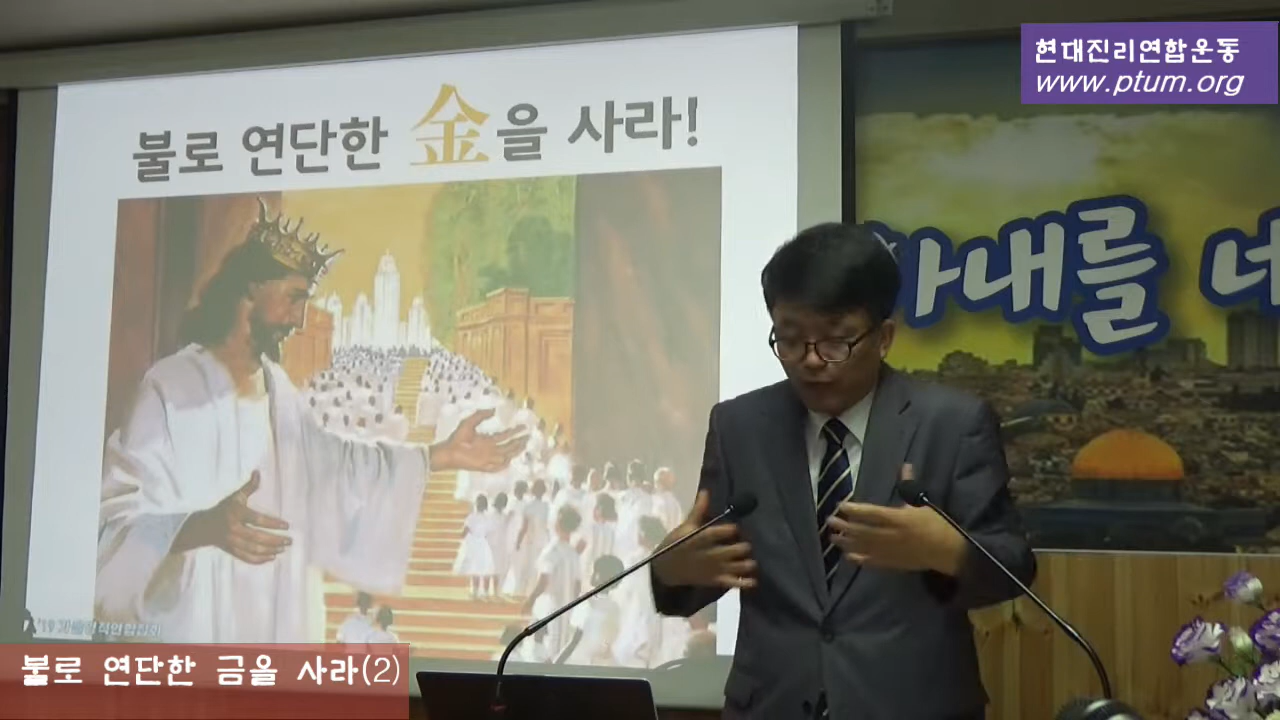 현대진리연합운동
www.ptum.org
불로 연단한 金을 사라!
내를 너
불로 연단한 금을 사라(2)